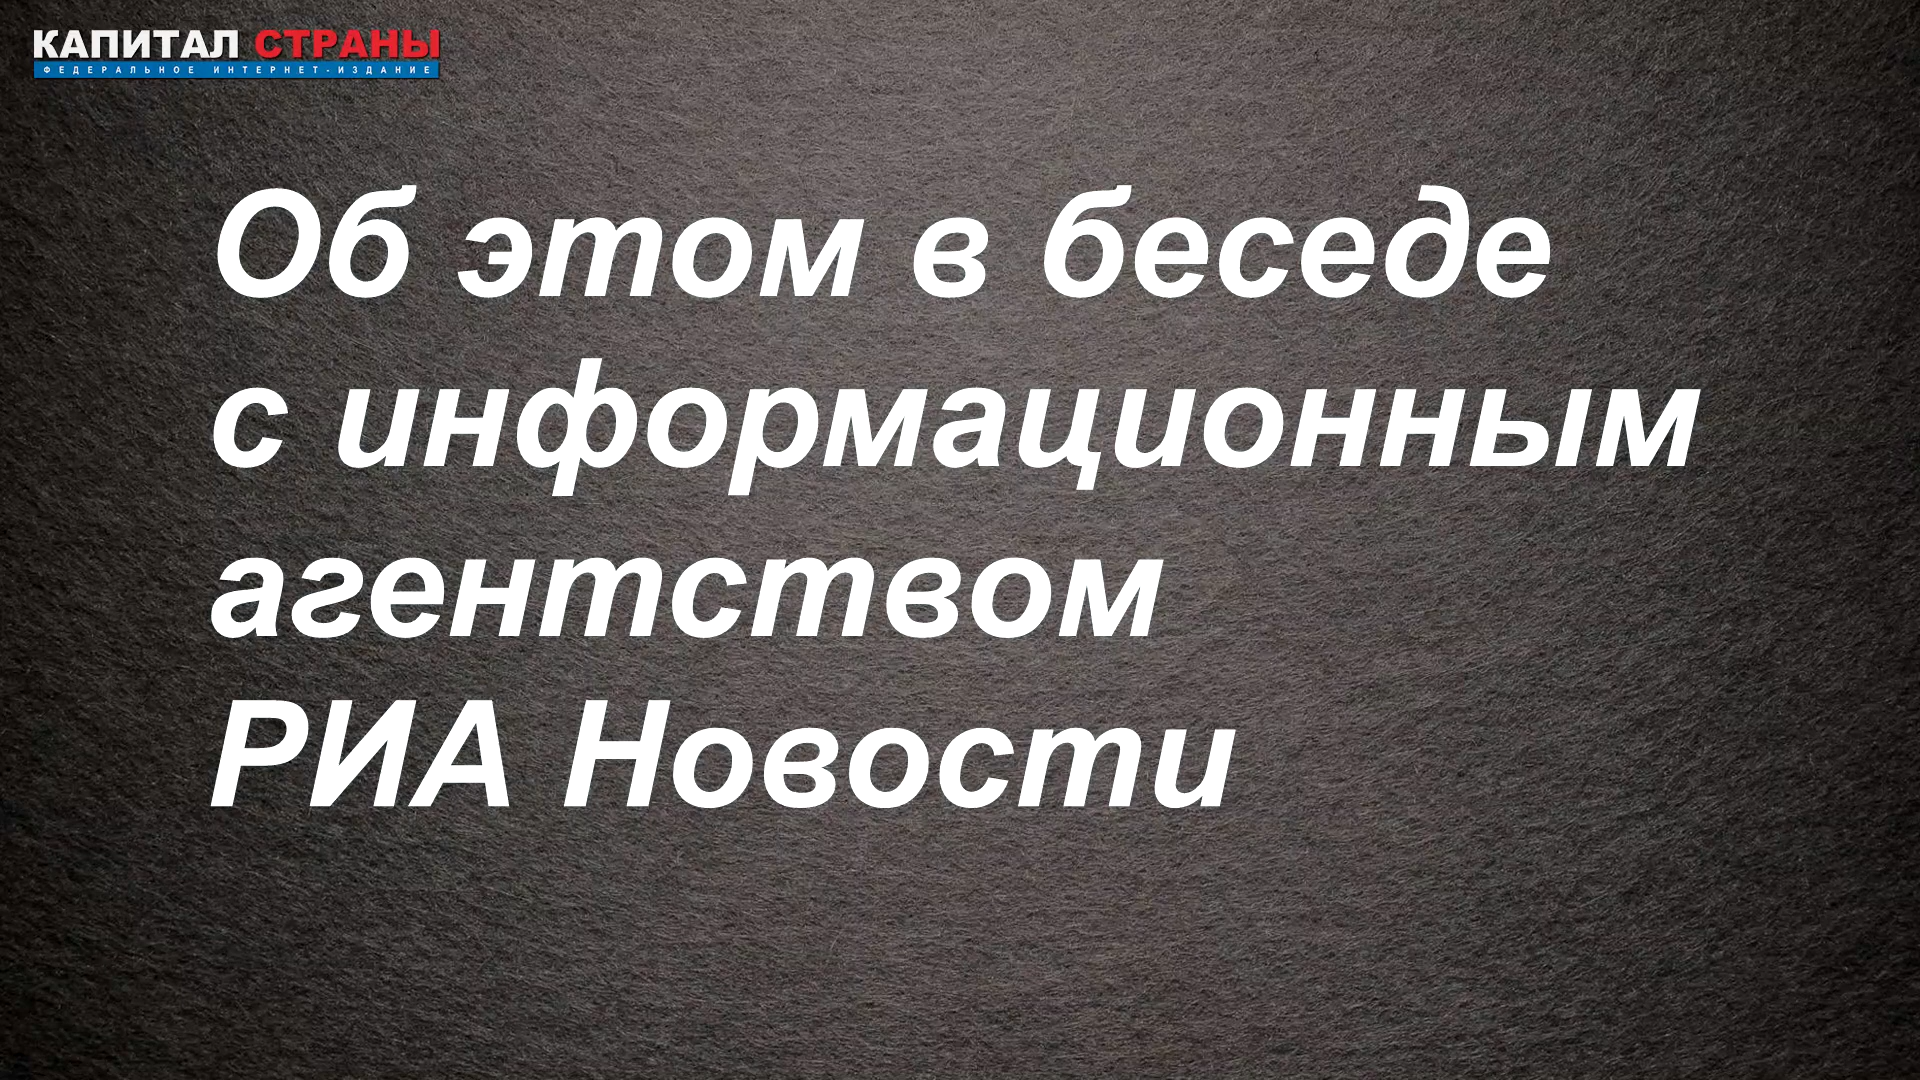 КАПИТАЛ СТРАНЫ
ФЕДЕРАЛЬНОЕ ИНТЕРНЕТ-ИЗДАНИЕ
Об этом в беседе
с информационным
агентством
РИА Новости